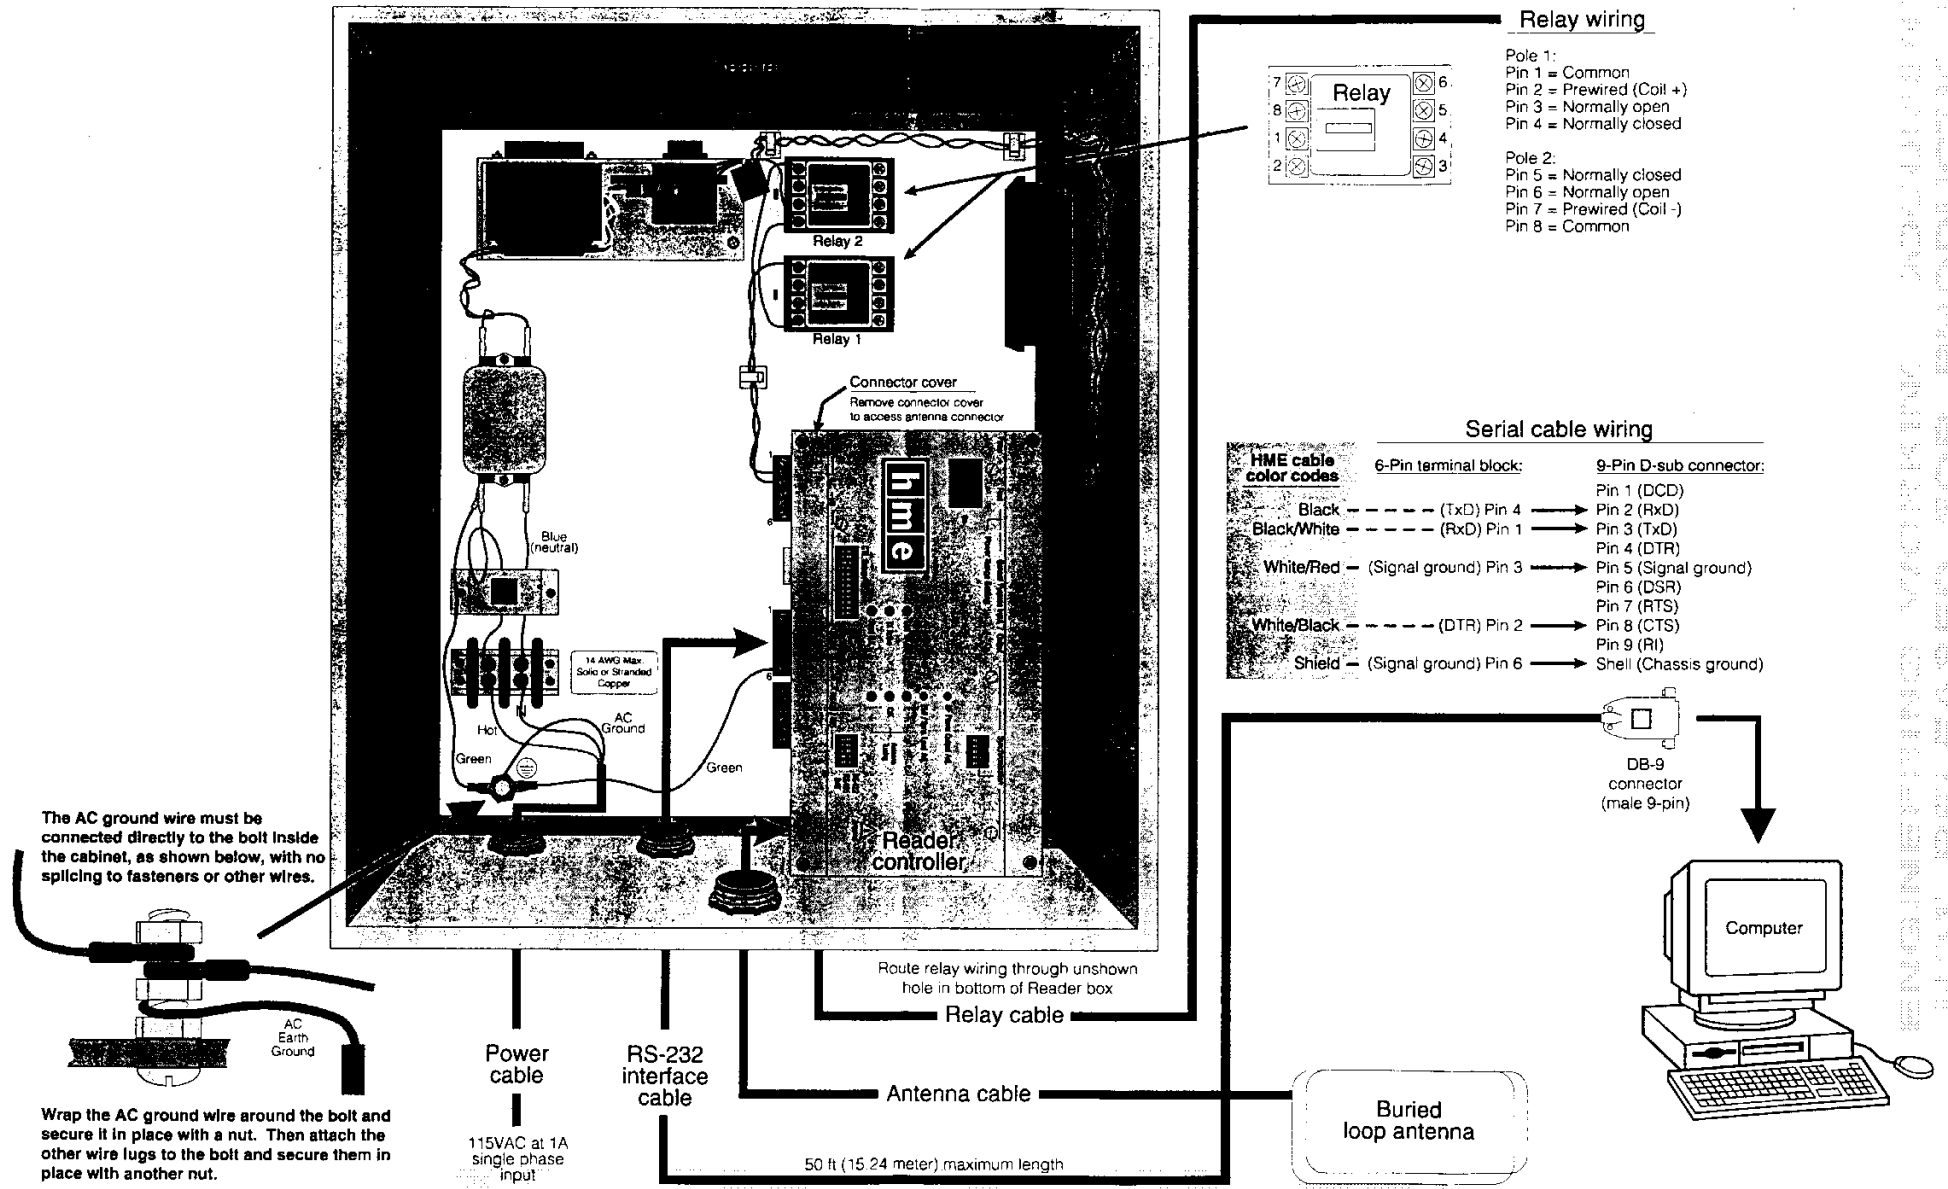 Relay wiring
Pole 1:
Pin 1 = Common
Pin 2 = Prewired (Coil +)
Pin 3 = Normally open
Pin 4 = Normally closed
Pole 2:
Pin 5 = Normally closed
Pin 6 = Normally open
Pin 7 = Prewired (Coil -)
Pin 8 = Common
7
8
1
2
Relay
6
5
4
3
Relay 2
Relay 1
Connector cover
Remove connector cover
to access antenna connector
1
6
hme
Blue
(neutral)
14 AWG Max.
Solid or Stranded
Copper
1
6
AC
Ground
Hot
Green
Green
Reader
controller
Serial cable wiring
HME cable
color codes
6-Pin terminal block:
9-Pin D-sub connector:
Pin 1 (DCD)
Black (TxD) Pin 4 Pin 2 (RxD)
Black/White (RxD) Pin 1 Pin 3 (TxD)
Pin 4 (DTR)
White/Red (Signal ground) Pin 3 Pin 5 (Signal ground)
Pin 6 (DSR)
Pin 7 (RTS)
White/Black (DTR) Pin 2 Pin 8 (CTS)
Pin 9 (RI)
Shield (Signal ground) Pin 6 Shell (Chassis ground)
DB-9
connector
(male 9-pin)
Computer
The AC ground wire must be
connected directly to the bolt inside
the cabinet, as shown below, with no
splicing to fasteners or other wires.
AC
Earth
Ground
Wrap the AC ground wire around the bolt and
secure it in place with a nut. Then attach the
other wire lugs to the bolt and secure them in
place with another nut.
Power
cable
115VAC at 1A
single phase
input
RS-232
interface
cable
Route relay wiring through unshown
hole in bottom of Reader box
Relay cable
Antenna cable
Buried
loop antenna
50 ft (15.24 meter) maximum length